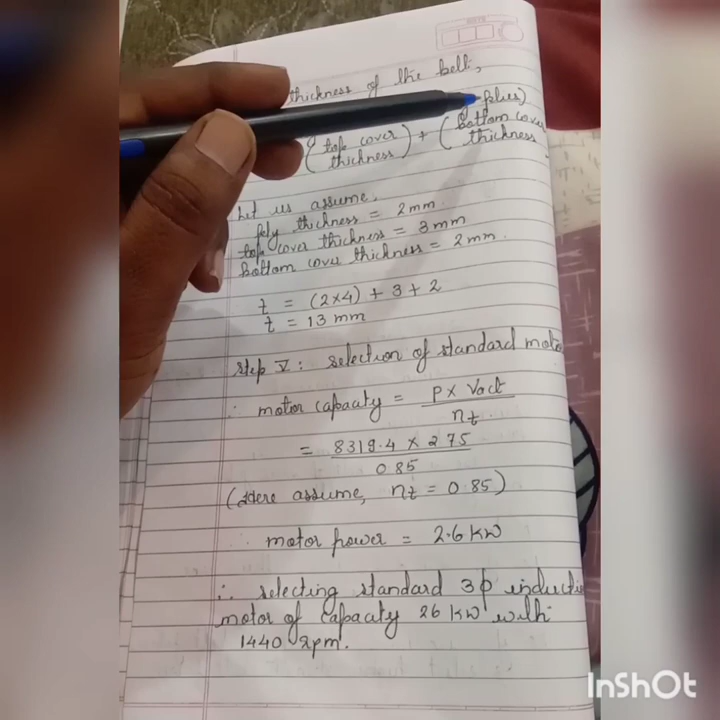 thickness of the belt,
plies)
(top cover thickness) + (bottom cover thickness
Let us assume,
ply thickness = 2mm.
top cover thickness = 3mm
bottom cover thickness = 2mm.
t = (2×4) + 3 + 2
t = 13 mm
Step V: selection of standard motor
∴ motor capacity = P × Vact / ηt
= 8319.4 × 2.75 / 0.85
(Here assume, ηt = 0.85)
∴ motor power = 2.6 KW
∴ selecting standard 3ϕ inductio
motor of capacity 26 KW with
1440 rpm.
InShOt